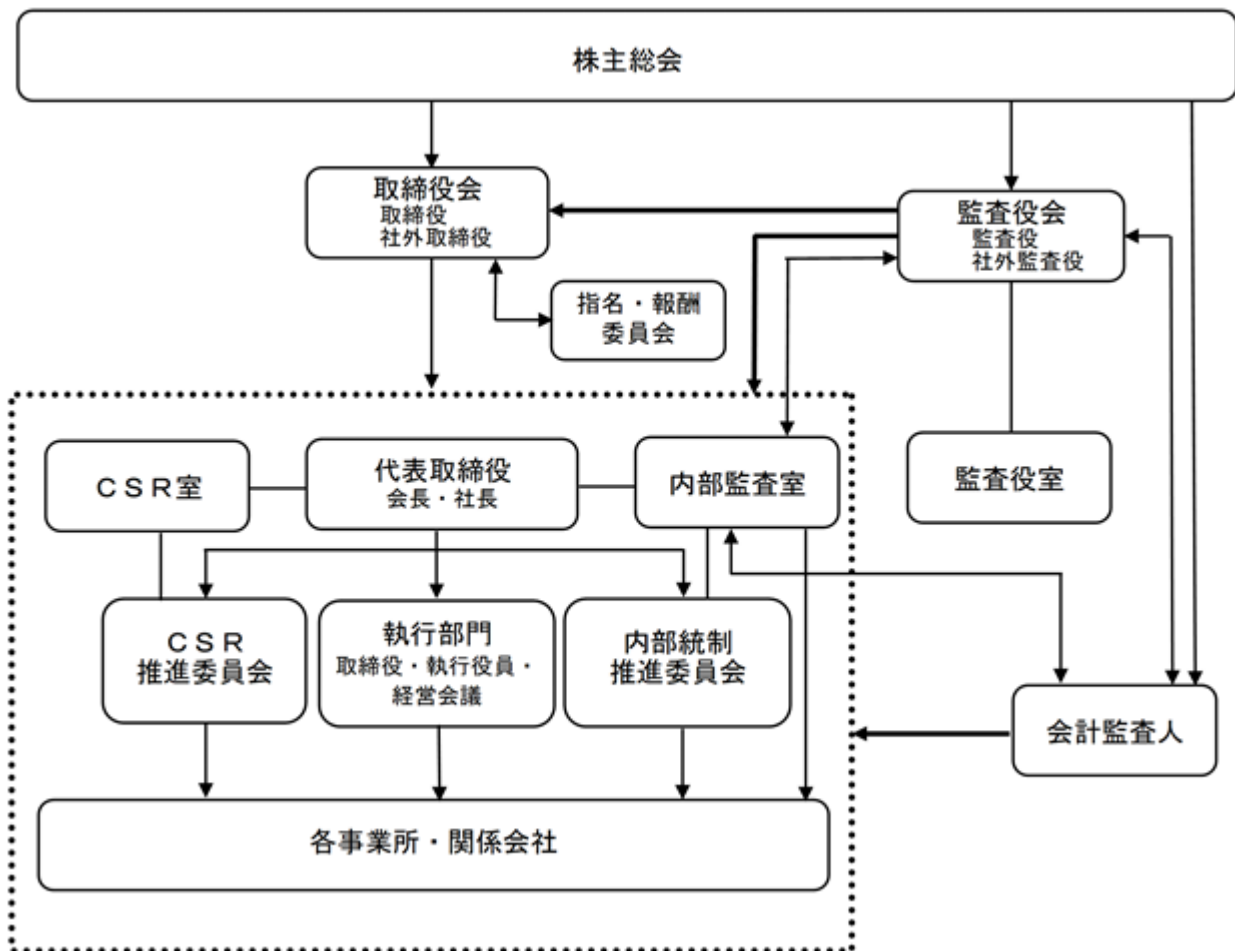 株主総会
取締役会
取締役
社外取締役
監査役会
監査役
社外監査役
指名・報酬
委員会
CSR室
代表取締役
会長・社長
内部監査室
監査役室
CSR
推進委員会
執行部門
取締役・執行役員・
経営会議
内部統制
推進委員会
会計監査人
各事業所・関係会社